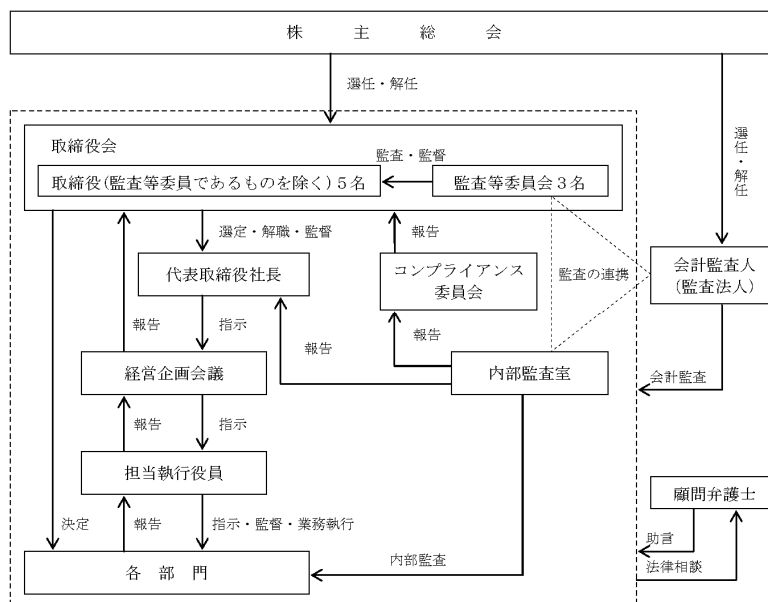 株主総会
選任・解任
選任・解任
取締役会
監査・監督
取締役(監査等委員であるものを除く)５名
監査等委員会３名
選定・解職・監督
報告
代表取締役社長
コンプライアンス
委員会
監査の連携
会計監査人
(監査法人)
報告
指示
報告
報告
経営企画会議
内部監査室
会計監査
報告
指示
担当執行役員
顧問弁護士
決定
報告
指示・監督・業務執行
助言
内部監査
法律相談
各部門